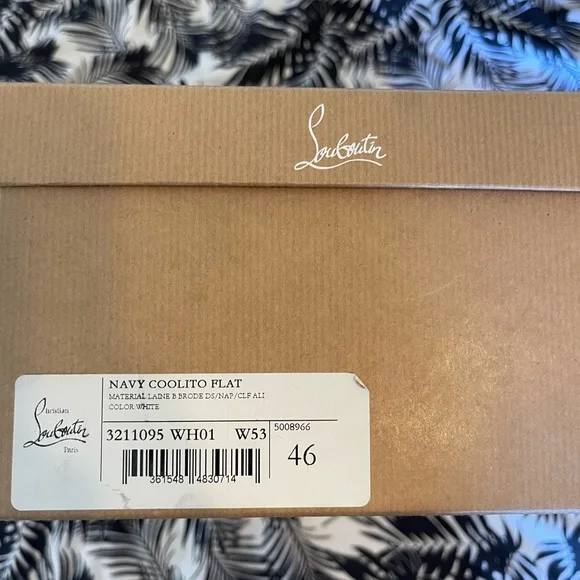 Louboutin
NAVY COOLITO FLAT
MATERIAL LAINE B BRODE DS/NAP/CLF ALI
COLOR WHITE
Christian
Louboutin
Paris
3211095 WH01 W53
5008966
46
361548 4830714